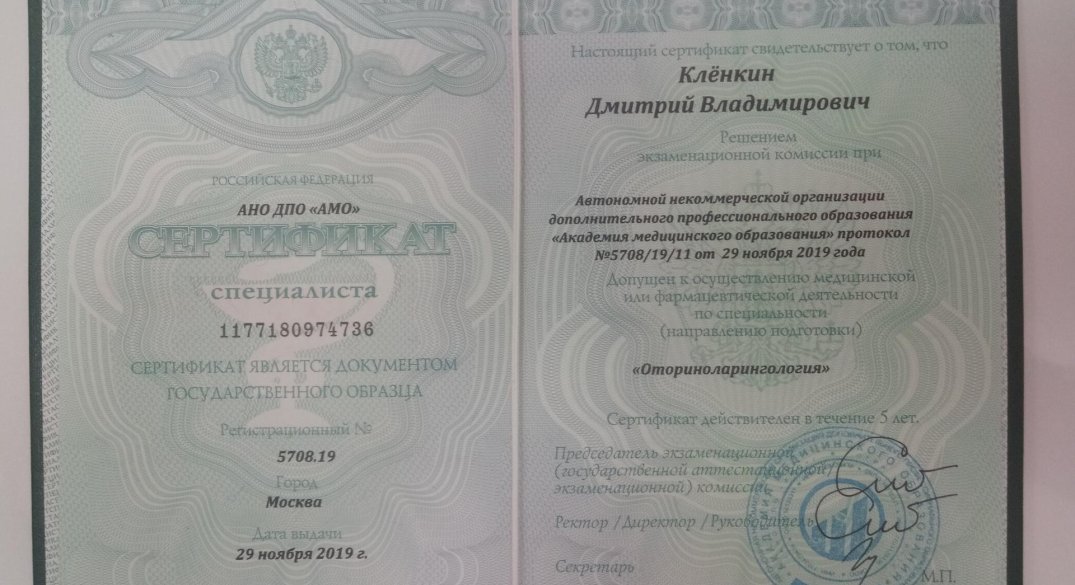 РОССИЙСКАЯ ФЕДЕРАЦИЯ
АНО ДПО «АМО»
СЕРТИФИКАТ
специалиста
1177180974736
СЕРТИФИКАТ ЯВЛЯЕТСЯ ДОКУМЕНТОМ
ГОСУДАРСТВЕННОГО ОБРАЗЦА
Регистрационный №
5708.19
Город
Москва
Дата выдачи
29 ноября 2019 г.
Настоящий сертификат свидетельствует о том, что
Клёнкин
Дмитрий Владимирович
Решением
экзаменационной комиссии при
Автономной некоммерческой организации
дополнительного профессионального образования
«Академия медицинского образования» протокол
№5708/19/11 от 29 ноября 2019 года
Допущен к осуществлению медицинской
или фармацевтической деятельности
по специальности
(направлению подготовки)
«Оториноларингология»
Сертификат действителен в течение 5 лет.
Председатель экзаменационной
(государственной аттестационной/
экзаменационной) комиссии
Ректор /Директор /Руководитель
Секретарь
М.П.